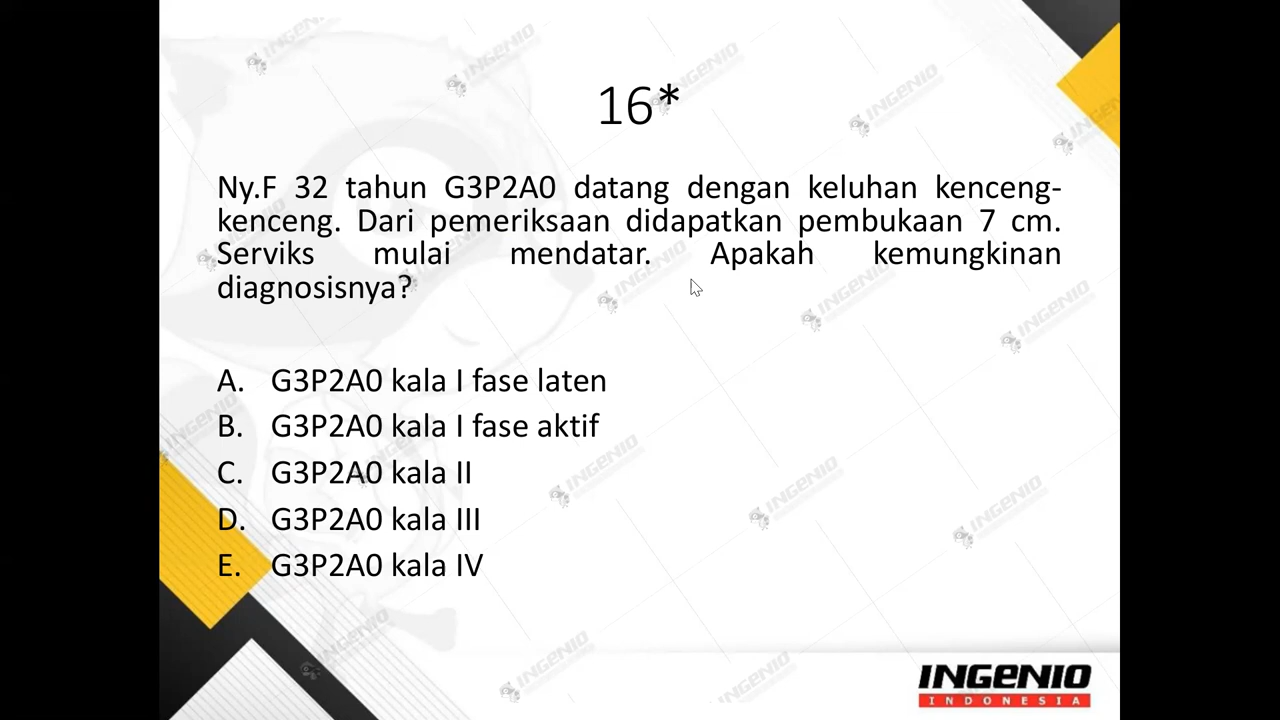 16*
Ny.F 32 tahun G3P2A0 datang dengan keluhan kenceng-
kenceng. Dari pemeriksaan didapatkan pembukaan 7 cm.
Serviks mulai mendatar. Apakah kemungkinan
diagnosisnya?
A. G3P2A0 kala I fase laten
B. G3P2A0 kala I fase aktif
C. G3P2A0 kala II
D. G3P2A0 kala III
E. G3P2A0 kala IV
INGENIO
INDONESIA